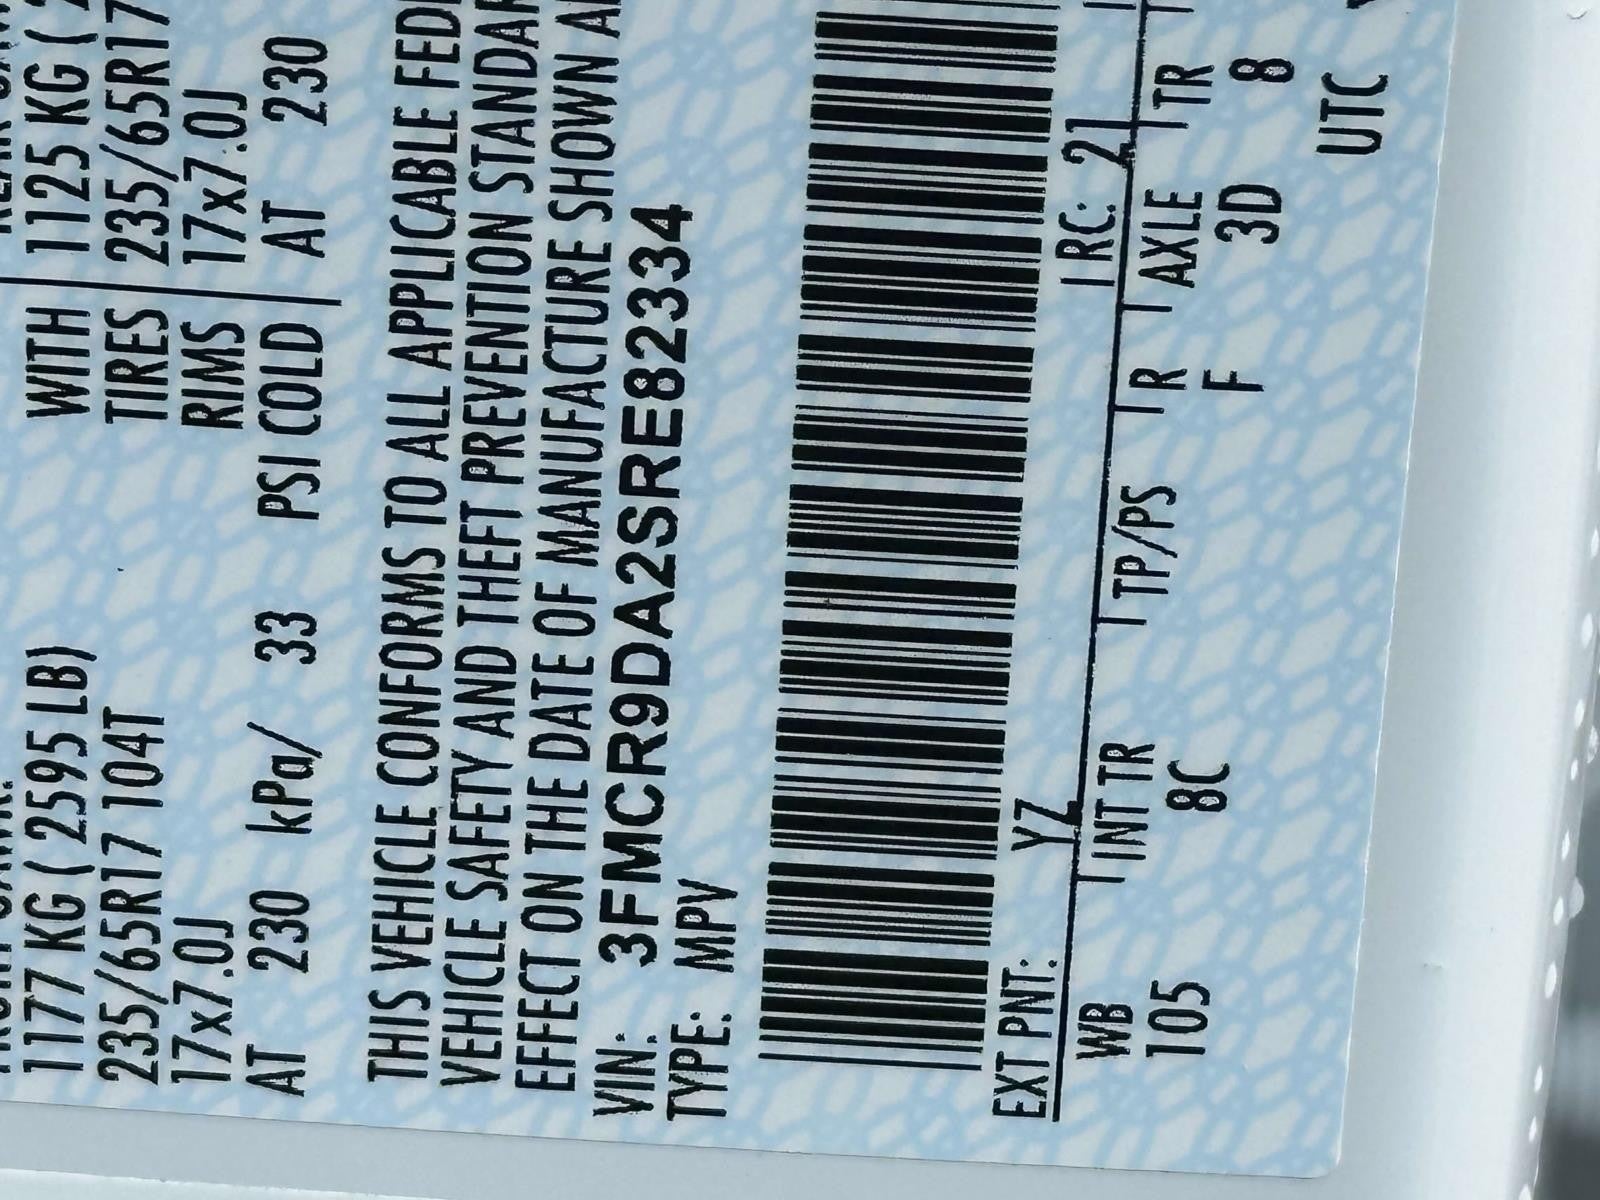 1177 KG ( 2595 LB) WITH 1125 KG ( 2
235/65R17 104T TIRES 235/65R17
17x7.0J RIMS 17x7.0J
AT 230 kPa/ 33 PSI COLD AT 230
THIS VEHICLE CONFORMS TO ALL APPLICABLE
VEHICLE SAFETY AND THEFT PREVENTION
EFFECT ON THE DATE OF MANUFACTURE SHOWN
VIN: 3FMCR9DA2SRE82334
TYPE: MPV
EXT PNT: YZ RC: 21
WB INT TR TP/PS R AXLE TR
105 8C F 3D 8
UTC